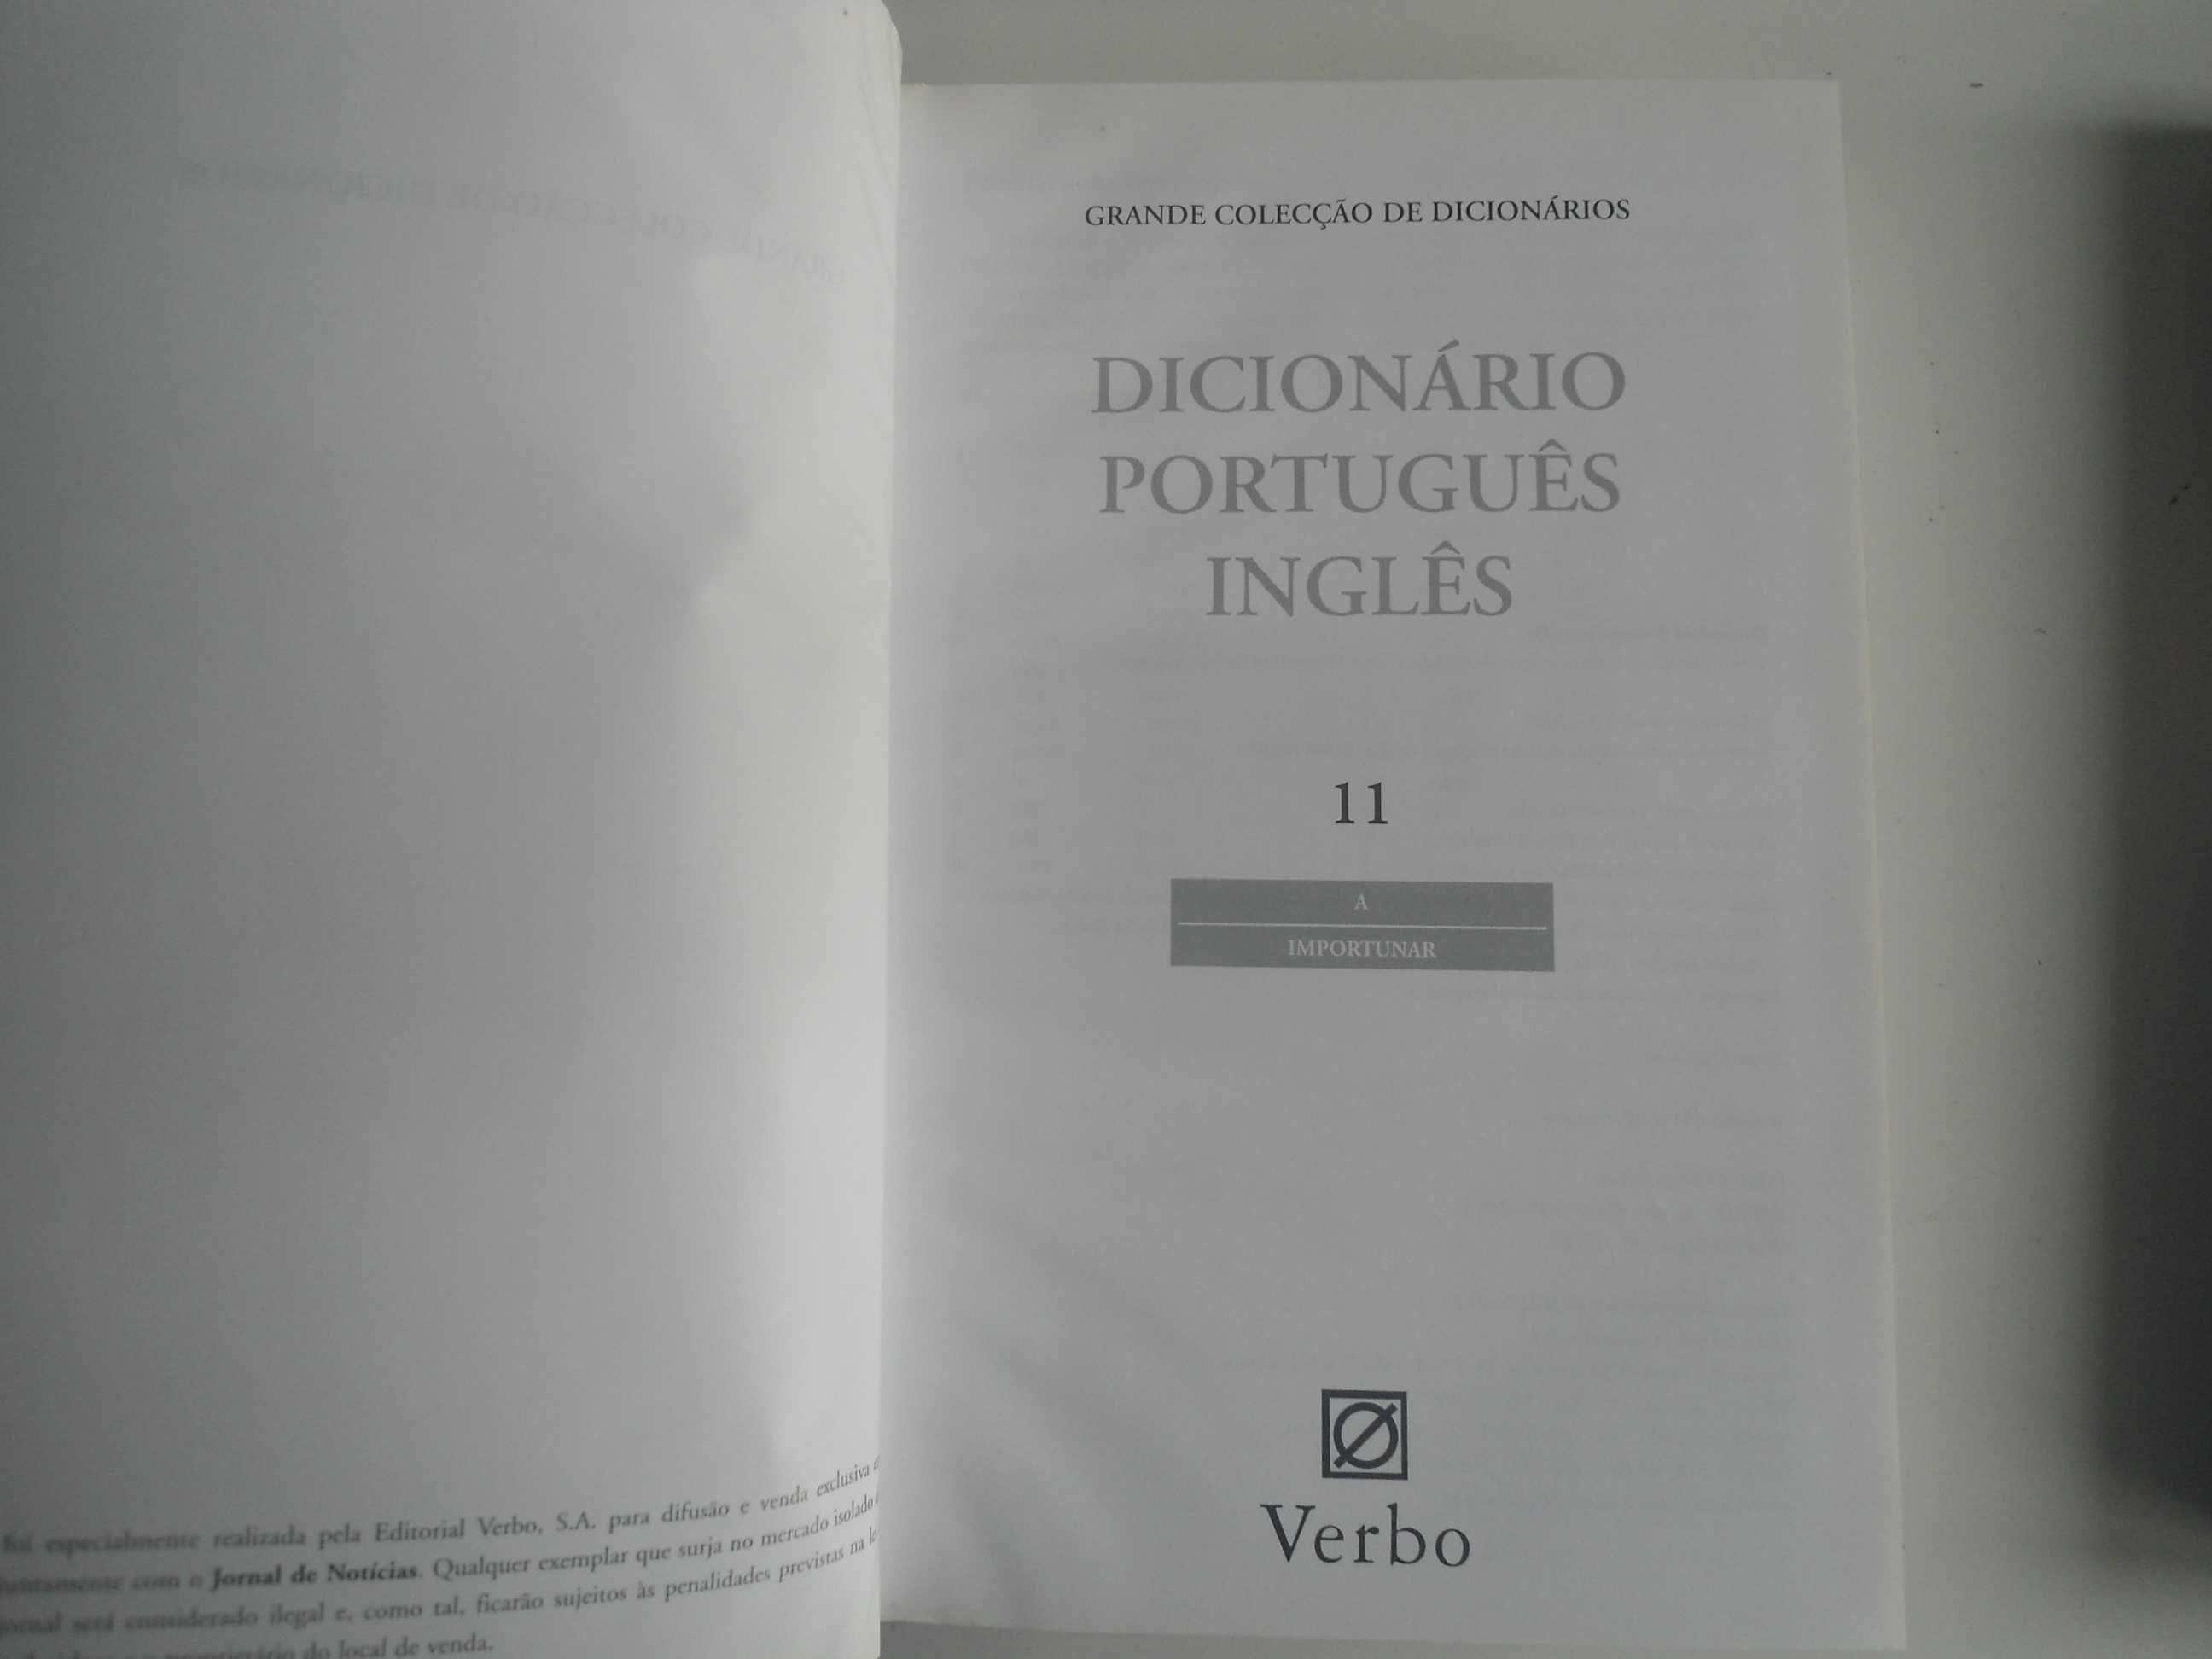 foi especialmente realizada pela Editorial Verbo, S.A. para difusão e venda exclusiva
juntamente com o Jornal de Notícias. Qualquer exemplar que surja no mercado isolado
jornal será considerado ilegal e, como tal, ficarão sujeitos às penalidades previstas na
proprietário do local de venda.
GRANDE COLECÇÃO DE DICIONÁRIOS
DICIONÁRIO
PORTUGUÊS
INGLÊS
11
A
IMPORTUNAR
Verbo